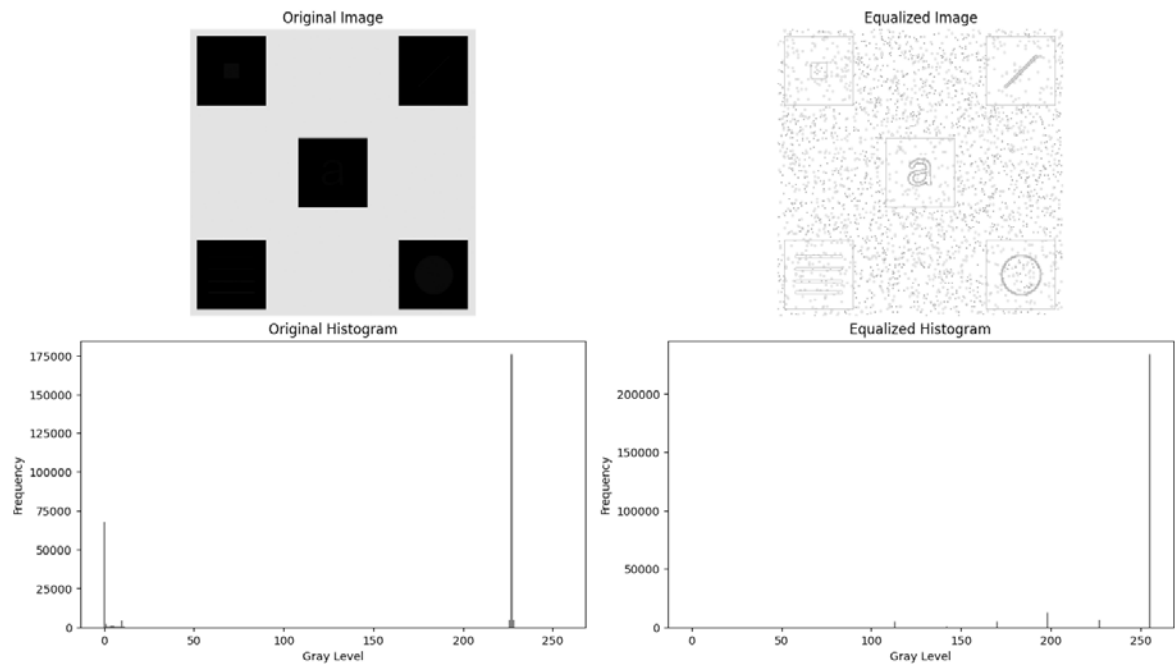 Original Image
Equalized Image
a
a
Original Histogram
Equalized Histogram
175000
150000
125000
100000
75000
50000
25000
0
Frequency
0 50 100 150 200 250
Gray Level
200000
150000
100000
50000
0
Frequency
0 50 100 150 200 250
Gray Level